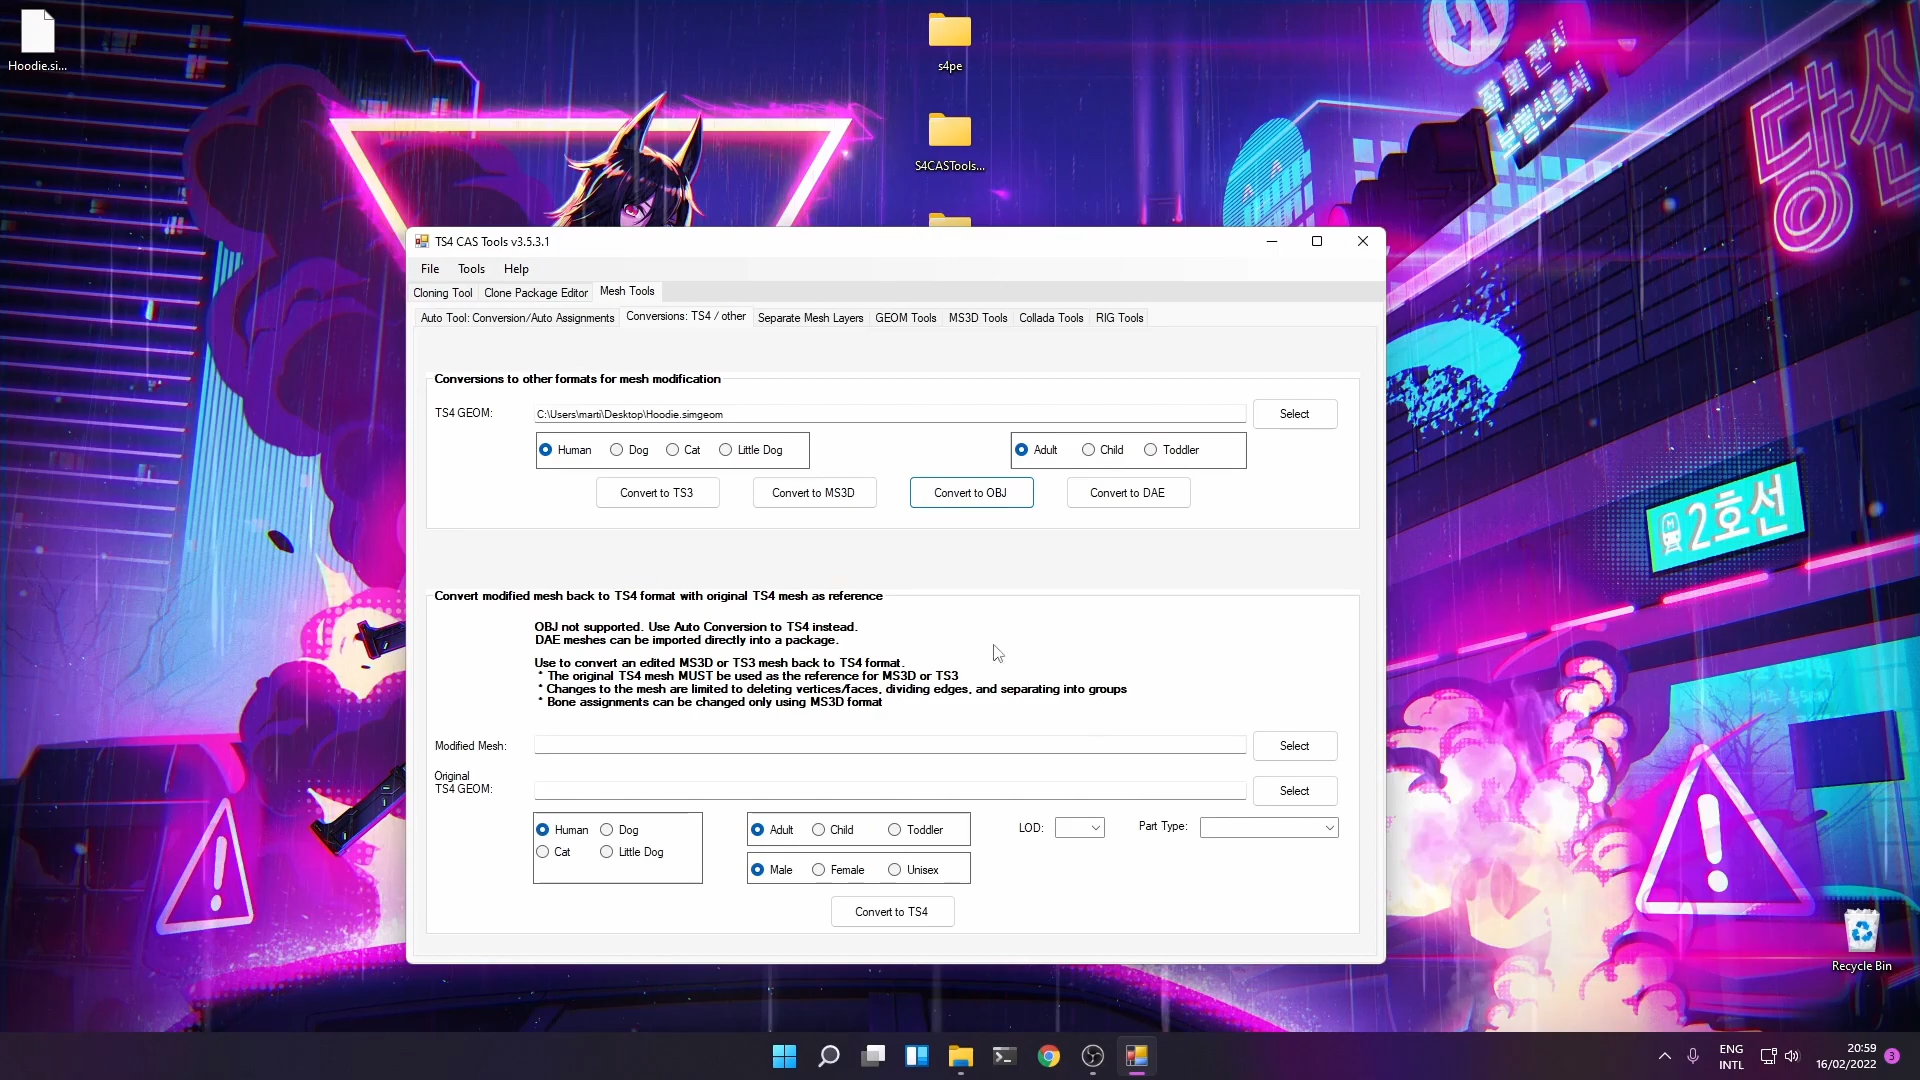 Hoodie.si...
s4pe
S4CASTools...
TS4 CAS Tools v3.5.3.1
File Tools Help
Cloning Tool Clone Package Editor Mesh Tools
Auto Tool: Conversion/Auto Assignments Conversions: TS4 / other Separate Mesh Layers GEOM Tools MS3D Tools Collada Tools RIG Tools
Conversions to other formats for mesh modification
TS4 GEOM: C:\Users\marti\Desktop\Hoodie.simgeom Select
Human Dog Cat Little Dog Adult Child Toddler
Convert to TS3 Convert to MS3D Convert to OBJ Convert to DAE
Convert modified mesh back to TS4 format with original TS4 mesh as reference
OBJ not supported. Use Auto Conversion to TS4 instead.
DAE meshes can be imported directly into a package.
Use to convert an edited MS3D or TS3 mesh back to TS4 format.
* The original TS4 mesh MUST be used as the reference for MS3D or TS3
* Changes to the mesh are limited to deleting vertices/faces, dividing edges, and separating into groups
* Bone assignments can be changed only using MS3D format
Modified Mesh: Select
Original
TS4 GEOM: Select
Human Dog Adult Child Toddler LOD: Part Type:
Cat Little Dog
Male Female Unisex
Convert to TS4
2호선
Recycle Bin
ENG
INTL
20:59
16/02/2022
3